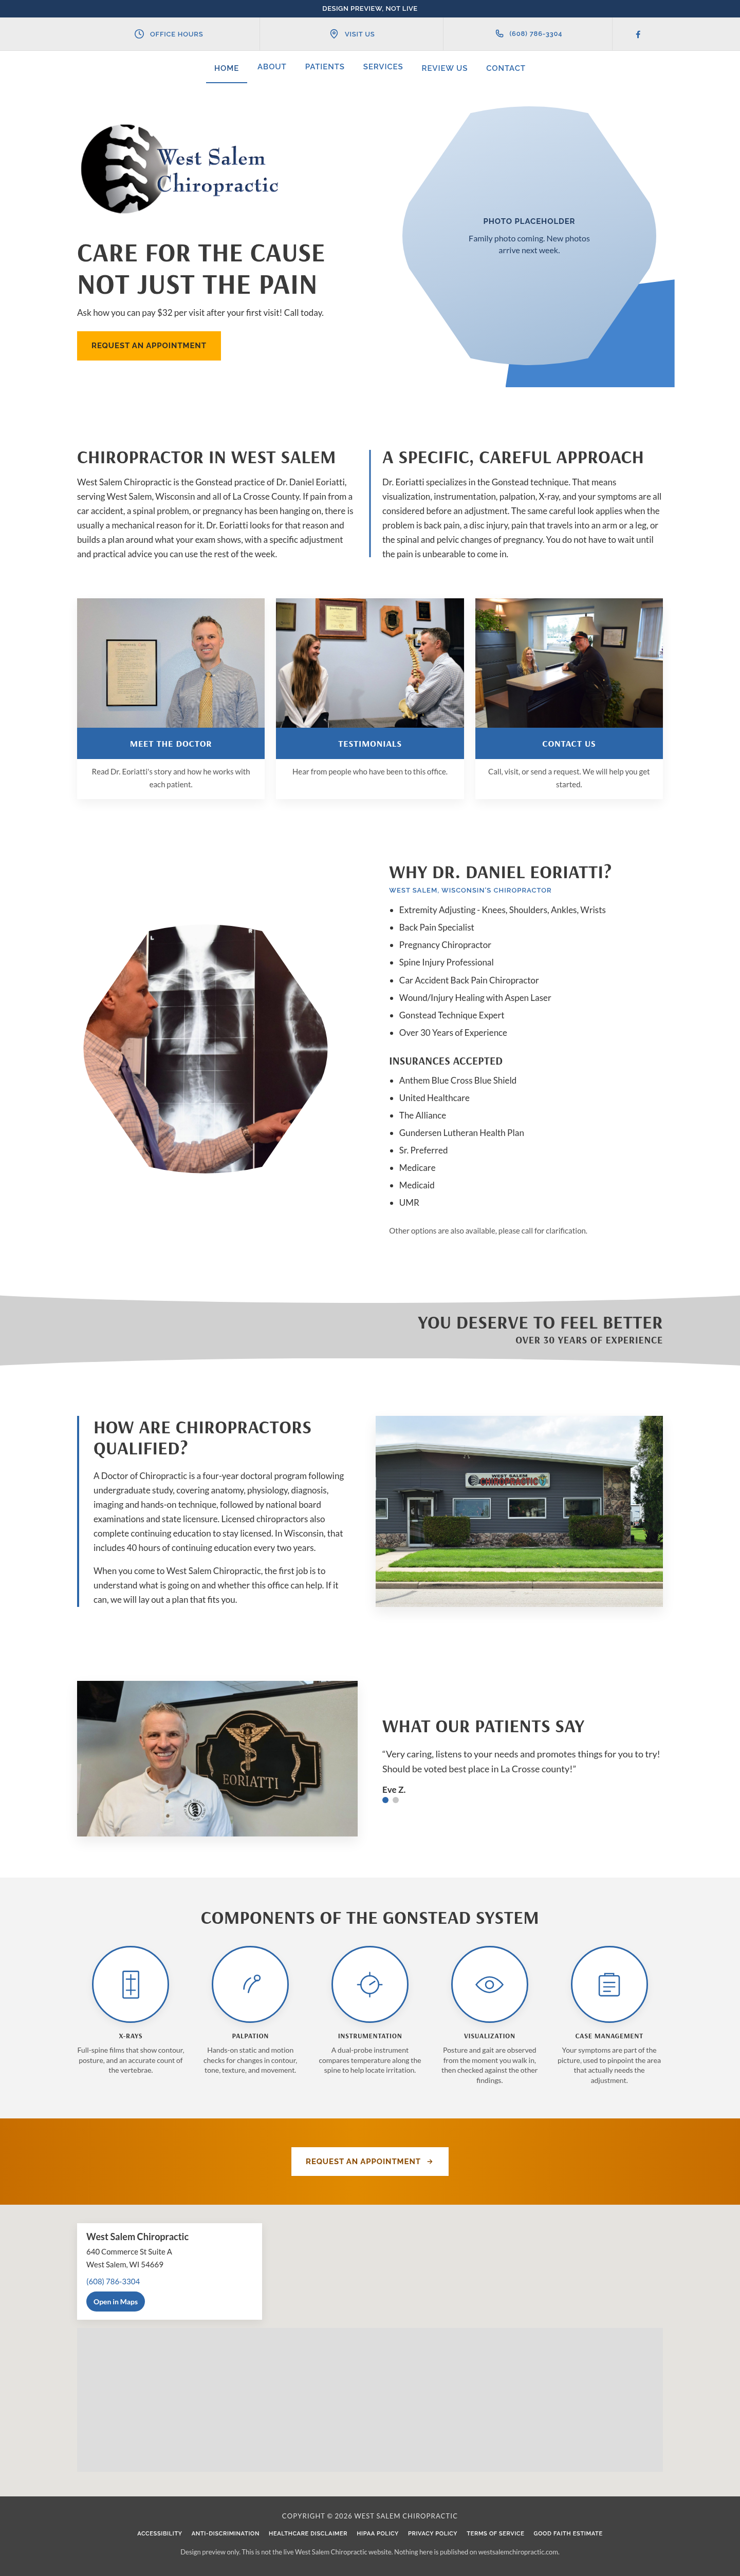 DESIGN PREVIEW, NOT LIVE
OFFICE HOURS
VISIT US
(608) 786-3304
HOME
ABOUT
PATIENTS
SERVICES
REVIEW US
CONTACT
West Salem
Chiropractic
PHOTO PLACEHOLDER
Family photo coming. New photos
arrive next week.
CARE FOR THE CAUSE
NOT JUST THE PAIN
Ask how you can pay $32 per visit after your first visit! Call today.
REQUEST AN APPOINTMENT
CHIROPRACTOR IN WEST SALEM
West Salem Chiropractic is the Gonstead practice of Dr. Daniel Eoriatti,
serving West Salem, Wisconsin and all of La Crosse County. If pain from a
car accident, a spinal problem, or pregnancy has been hanging on, there is
usually a mechanical reason for it. Dr. Eoriatti looks for that reason and
builds a plan around what your exam shows, with a specific adjustment
and practical advice you can use the rest of the week.
A SPECIFIC, CAREFUL APPROACH
Dr. Eoriatti specializes in the Gonstead technique. That means
visualization, instrumentation, palpation, X-ray, and your symptoms are all
considered before an adjustment. The same careful look applies when the
problem is back pain, a disc injury, pain that travels into an arm or a leg, or
the spinal and pelvic changes of pregnancy. You do not have to wait until
the pain is unbearable to come in.
MEET THE DOCTOR
Read Dr. Eoriatti's story and how he works with
each patient.
TESTIMONIALS
Hear from people who have been to this office.
CONTACT US
Call, visit, or send a request. We will help you get
started.
WHY DR. DANIEL EORIATTI?
WEST SALEM, WISCONSIN'S CHIROPRACTOR
Extremity Adjusting - Knees, Shoulders, Ankles, Wrists
Back Pain Specialist
Pregnancy Chiropractor
Spine Injury Professional
Car Accident Back Pain Chiropractor
Wound/Injury Healing with Aspen Laser
Gonstead Technique Expert
Over 30 Years of Experience
INSURANCES ACCEPTED
Anthem Blue Cross Blue Shield
United Healthcare
The Alliance
Gundersen Lutheran Health Plan
Sr. Preferred
Medicare
Medicaid
UMR
Other options are also available, please call for clarification.
YOU DESERVE TO FEEL BETTER
OVER 30 YEARS OF EXPERIENCE
HOW ARE CHIROPRACTORS
QUALIFIED?
A Doctor of Chiropractic is a four-year doctoral program following
undergraduate study, covering anatomy, physiology, diagnosis,
imaging and hands-on technique, followed by national board
examinations and state licensure. Licensed chiropractors also
complete continuing education to stay licensed. In Wisconsin, that
includes 40 hours of continuing education every two years.
When you come to West Salem Chiropractic, the first job is to
understand what is going on and whether this office can help. If it
can, we will lay out a plan that fits you.
WEST SALEM
CHIROPRACTIC
EORIATTI
WHAT OUR PATIENTS SAY
"Very caring, listens to your needs and promotes things for you to try!
Should be voted best place in La Crosse county!"
Eve Z.
COMPONENTS OF THE GONSTEAD SYSTEM
X-RAYS
Full-spine films that show contour,
posture, and an accurate count of
the vertebrae.
PALPATION
Hands-on static and motion
checks for changes in contour,
tone, texture, and movement.
INSTRUMENTATION
A dual-probe instrument
compares temperature along the
spine to help locate irritation.
VISUALIZATION
Posture and gait are observed
from the moment you walk in,
then checked against the other
findings.
CASE MANAGEMENT
Your symptoms are part of the
picture, used to pinpoint the area
that actually needs the
adjustment.
REQUEST AN APPOINTMENT →
West Salem Chiropractic
640 Commerce St Suite A
West Salem, WI 54669
(608) 786-3304
Open in Maps
COPYRIGHT © 2026 WEST SALEM CHIROPRACTIC
ACCESSIBILITY
ANTI-DISCRIMINATION
HEALTHCARE DISCLAIMER
HIPAA POLICY
PRIVACY POLICY
TERMS OF SERVICE
GOOD FAITH ESTIMATE
Design preview only. This is not the live West Salem Chiropractic website. Nothing here is published on westsalemchiropractic.com.